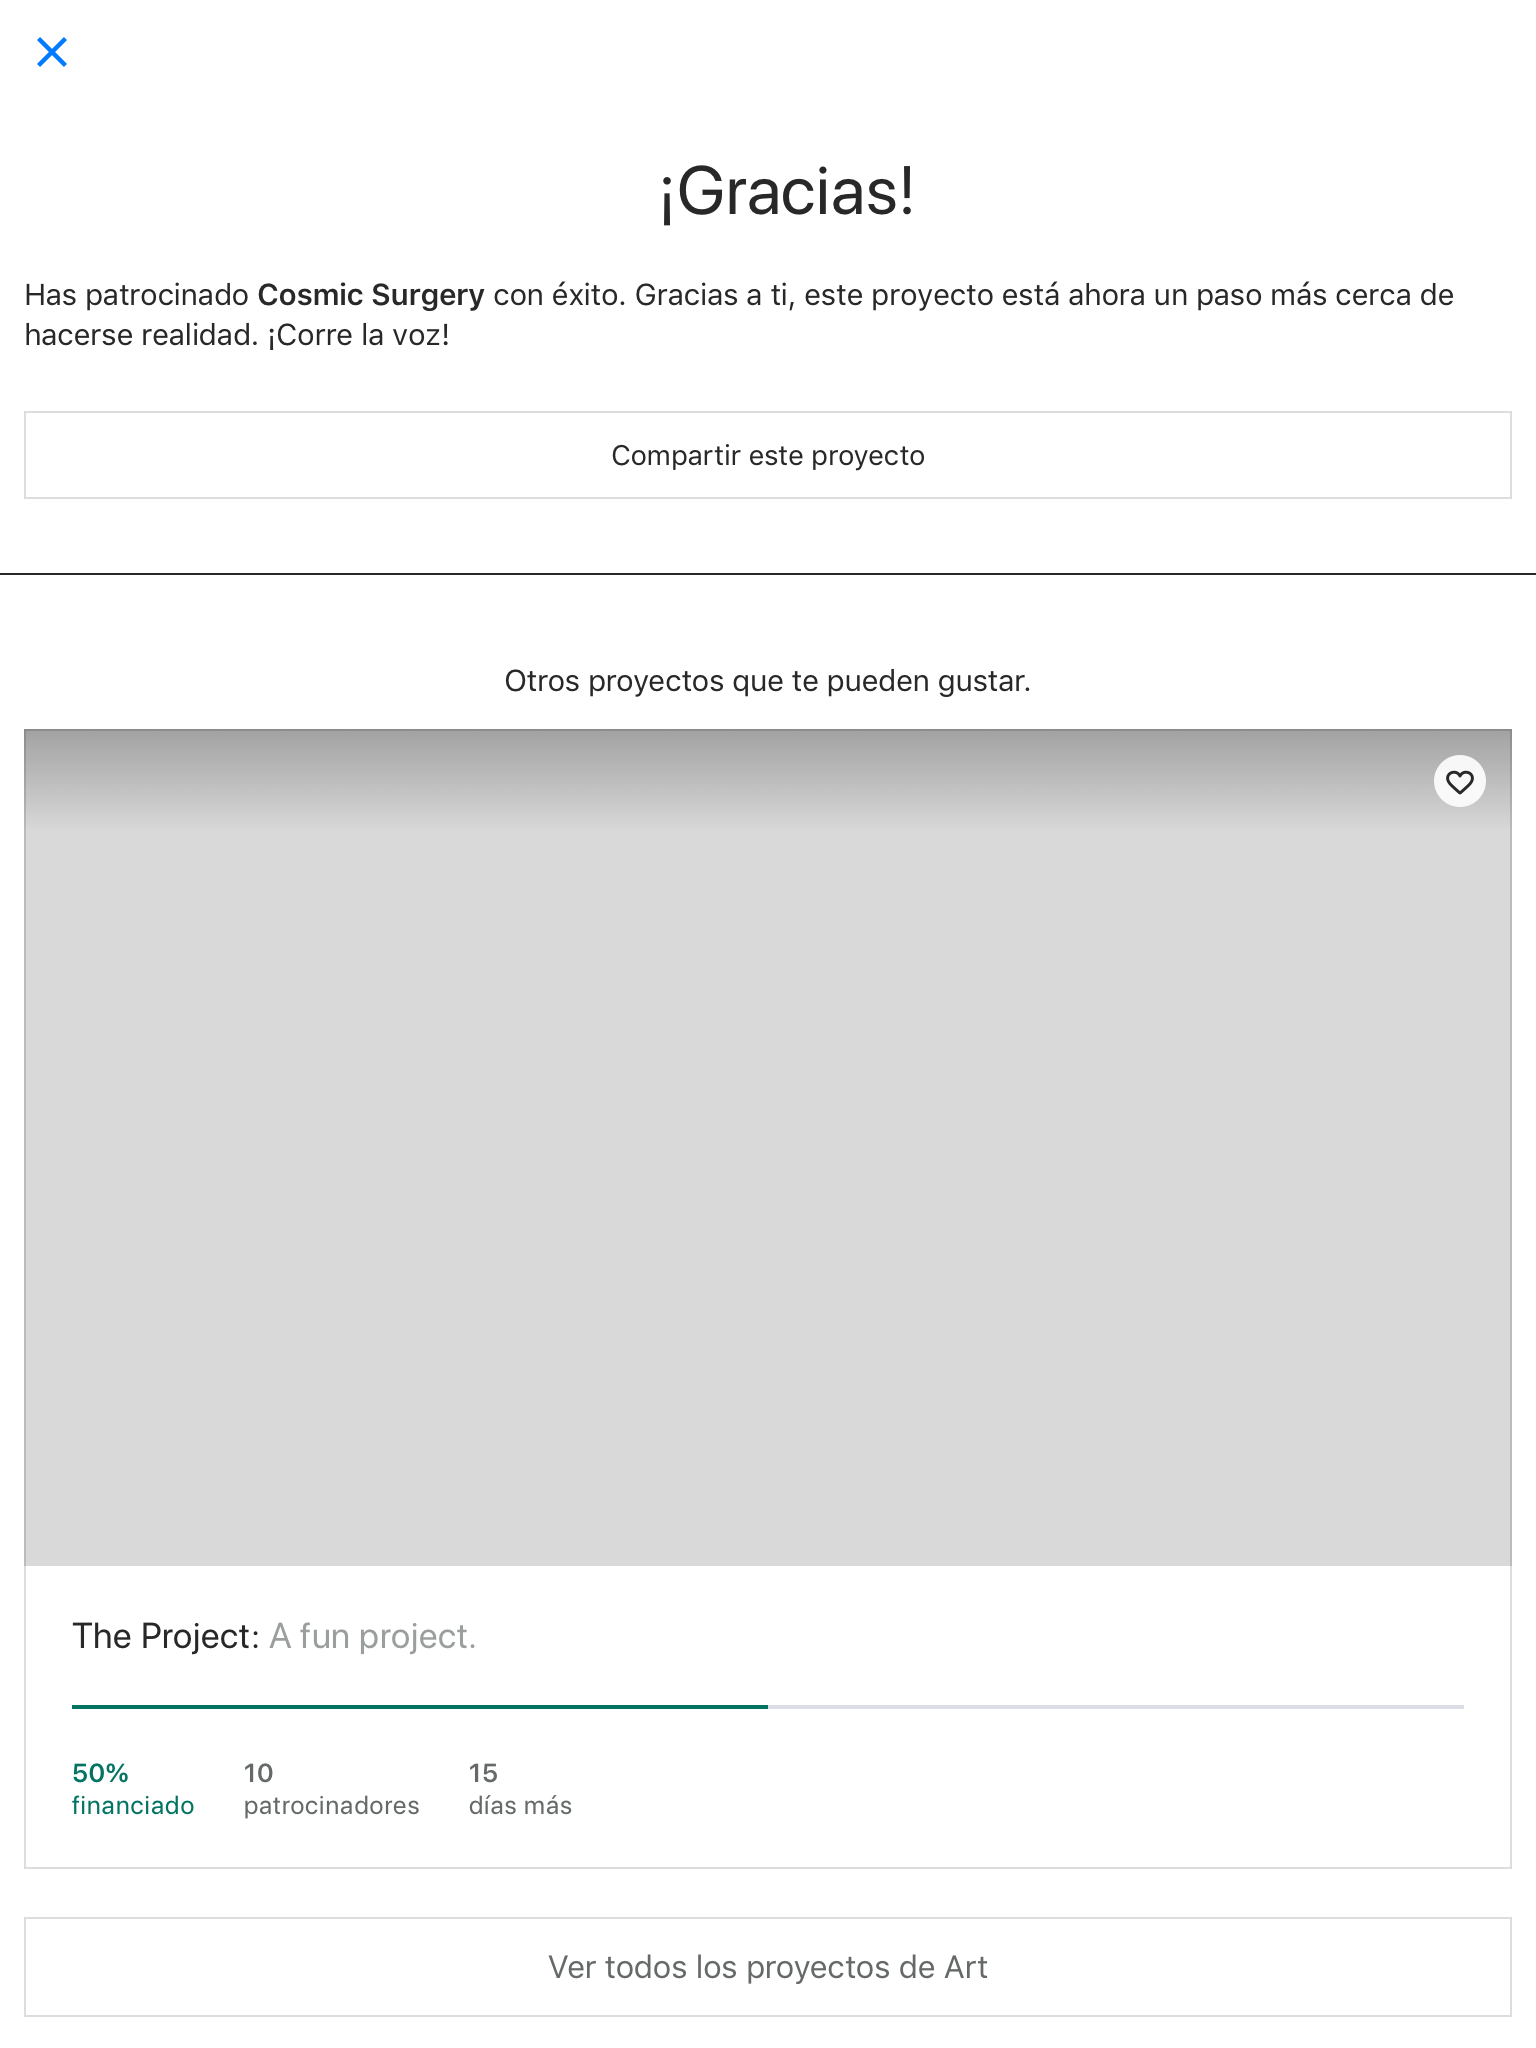 ¡Gracias!
Has patrocinado Cosmic Surgery con éxito. Gracias a ti, este proyecto está ahora un paso más cerca de
hacerse realidad. ¡Corre la voz!
Compartir este proyecto
Otros proyectos que te pueden gustar.
The Project: A fun project.
50% 10 15
financiado patrocinadores días más
Ver todos los proyectos de Art